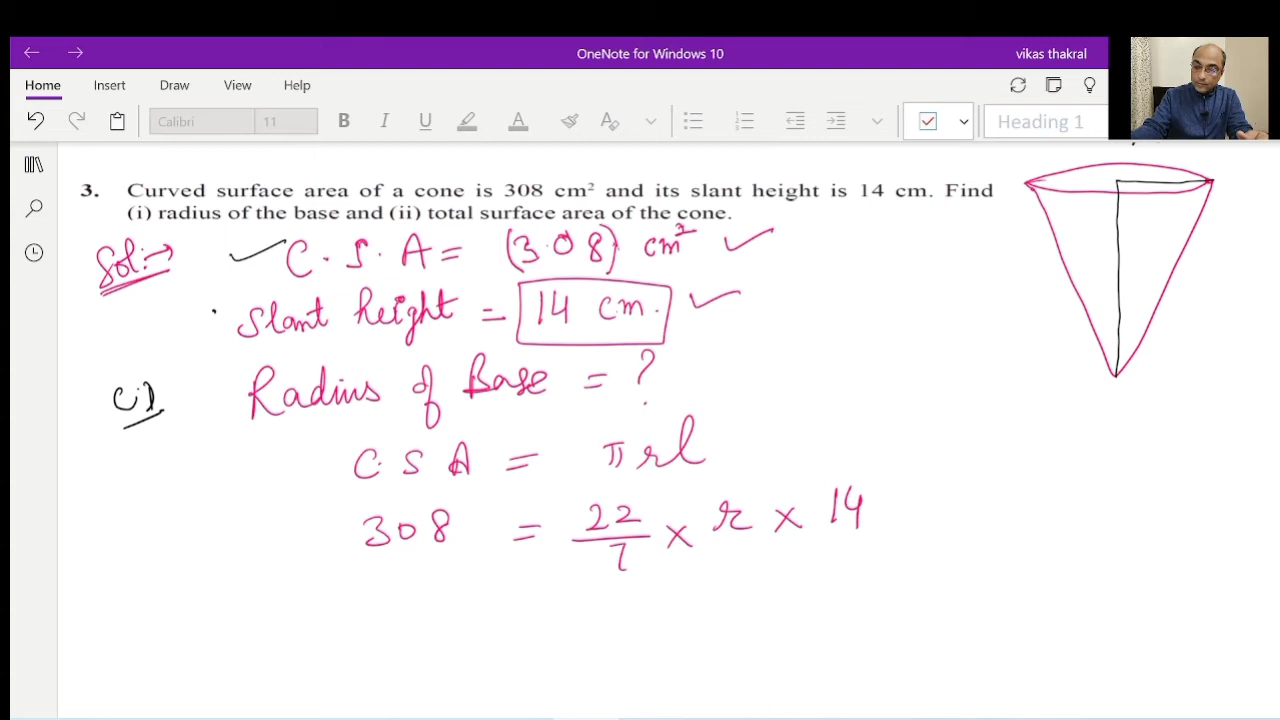 OneNote for Windows 10
vikas thakral
Home Insert Draw View Help
Calibri 11 B I U A A Heading 1
3. Curved surface area of a cone is 308 cm² and its slant height is 14 cm. Find
(i) radius of the base and (ii) total surface area of the cone.
Sol:→ C.S.A = (308) cm²
Slant height = 14 cm.
(i) Radius of Base = ?
CSA = πrl
308 = 22/7 × r × 14